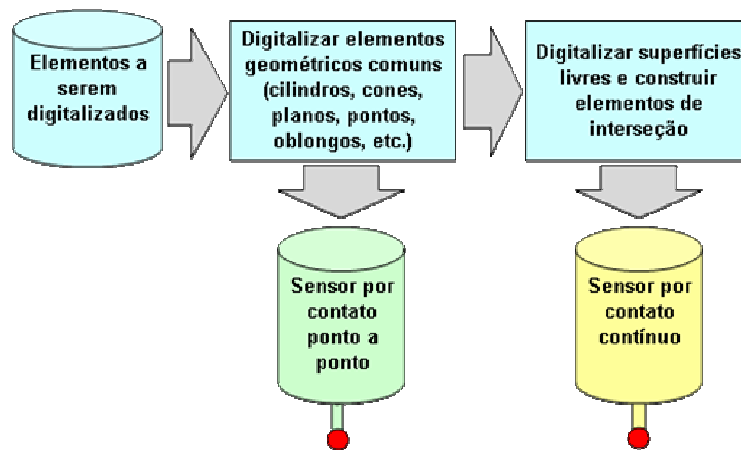 Elementos a
serem
digitalizados
Digitalizar elementos
geométricos comuns
(cilindros, cones,
planos, pontos,
oblongos, etc.)
Digitalizar superfícies
livres e construir
elementos de
interseção
Sensor por
contato
ponto a
ponto
Sensor por
contato
contínuo